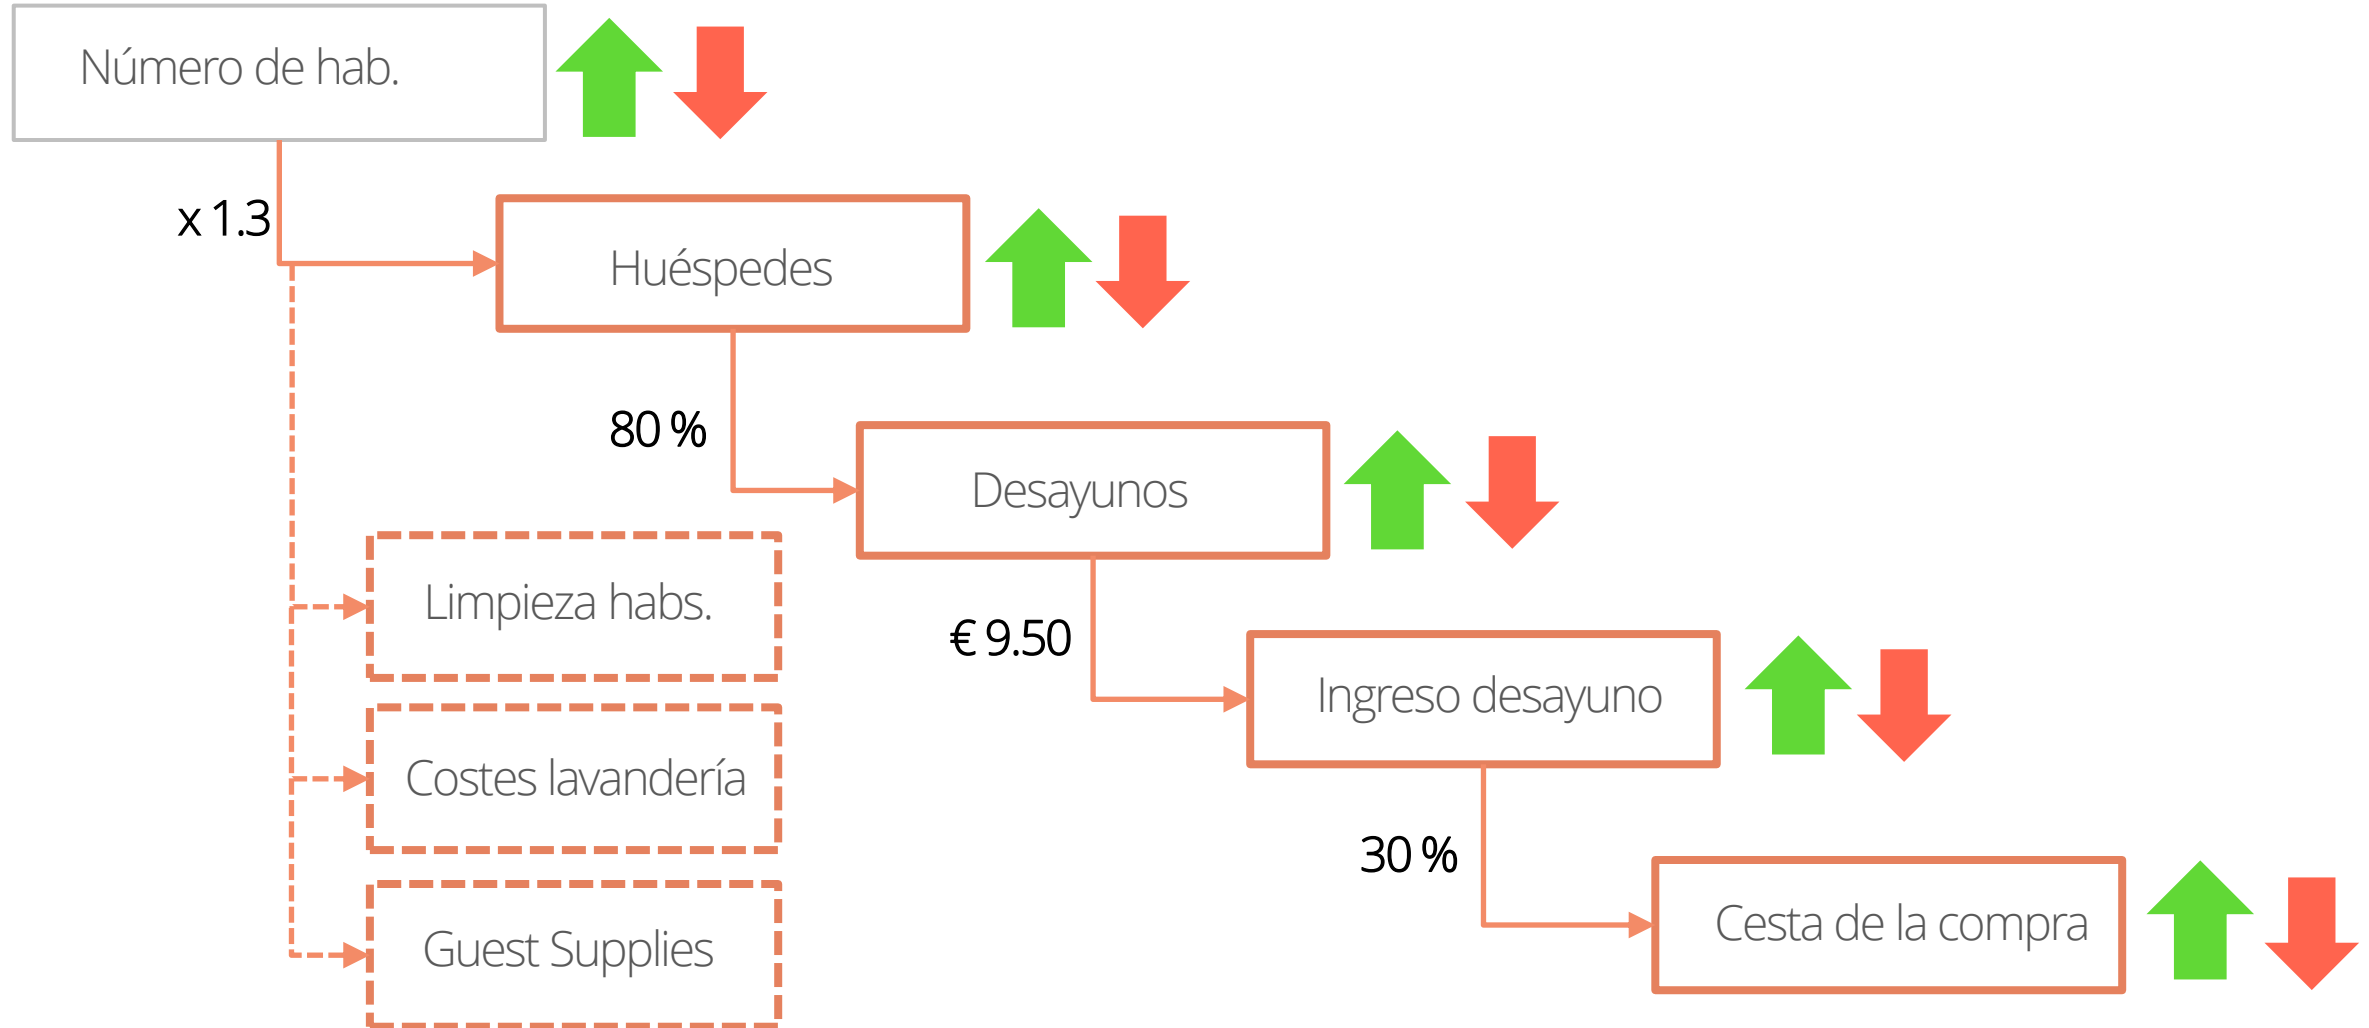 Número de hab.
x 1.3
Huéspedes
80 %
Desayunos
Limpieza habs.
€ 9.50
Ingreso desayuno
Costes lavandería
30 %
Cesta de la compra
Guest Supplies